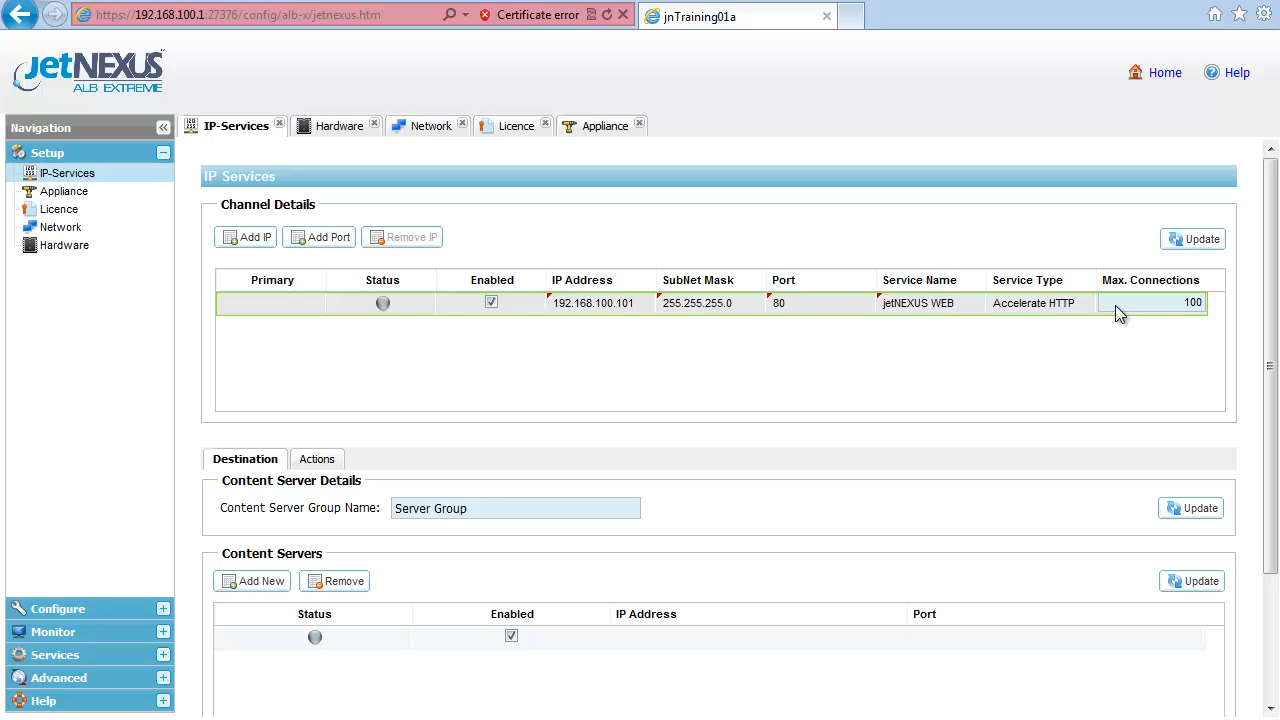 https://192.168.100.1:27376/config/alb-x/jetnexus.htm
Certificate error
jnTraining01a
jetNEXUS
ALB EXTREME
Home
Help
Navigation
IP-Services
Hardware
Network
Licence
Appliance
Setup
IP-Services
Appliance
Licence
Network
Hardware
Configure
Monitor
Services
Advanced
Help
IP Services
Channel Details
Add IP
Add Port
Remove IP
Update
Primary Status Enabled IP Address SubNet Mask Port Service Name Service Type Max. Connections
192.168.100.101 255.255.255.0 80 jetNEXUS WEB Accelerate HTTP 100
Destination
Actions
Content Server Details
Content Server Group Name: Server Group
Update
Content Servers
Add New
Remove
Update
Status Enabled IP Address Port